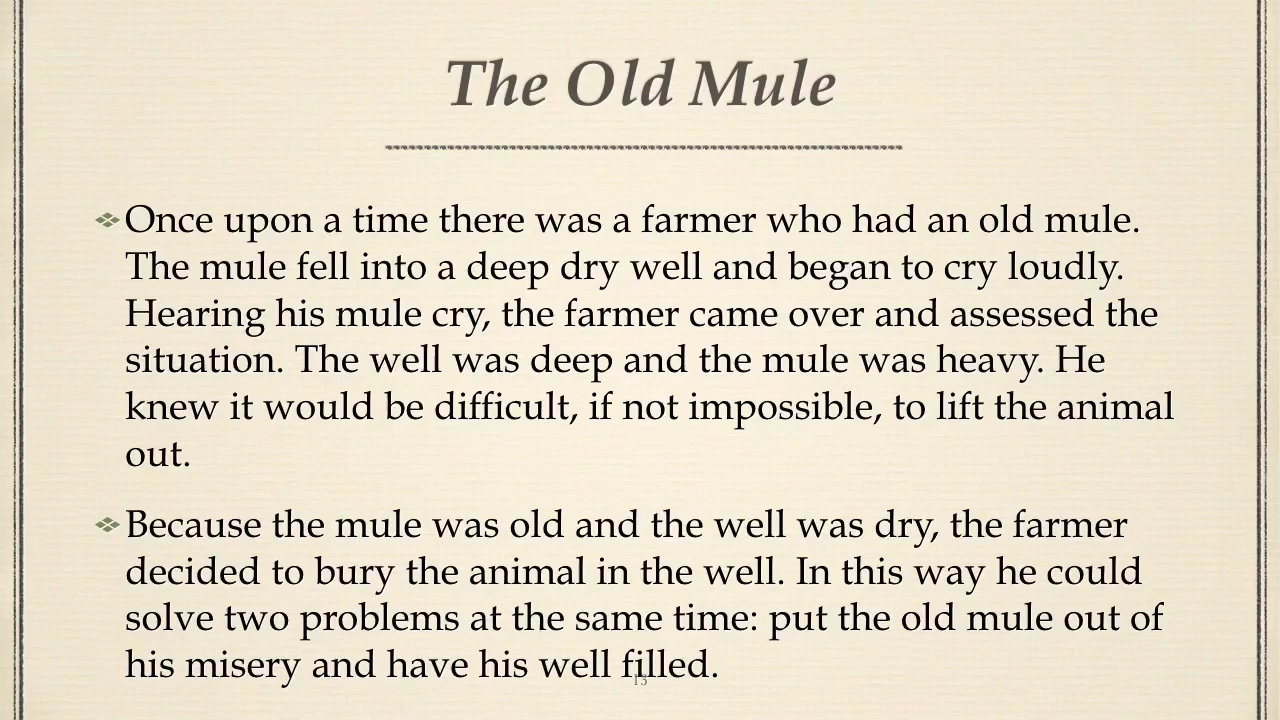 The Old Mule
Once upon a time there was a farmer who had an old mule.
The mule fell into a deep dry well and began to cry loudly.
Hearing his mule cry, the farmer came over and assessed the
situation. The well was deep and the mule was heavy. He
knew it would be difficult, if not impossible, to lift the animal
out.
Because the mule was old and the well was dry, the farmer
decided to bury the animal in the well. In this way he could
solve two problems at the same time: put the old mule out of
his misery and have his well filled.
13